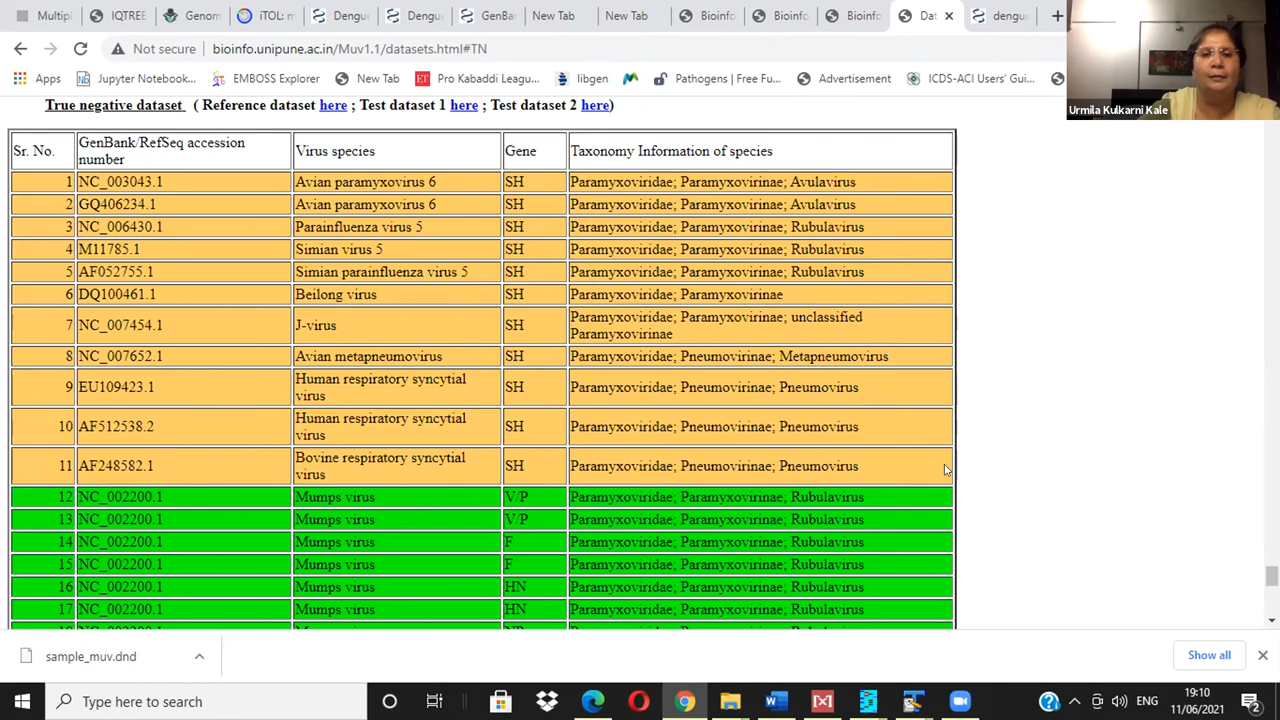 Multipl
IQTREE
Genom
iTOL: m
Dengu
Dengu
GenBa
New Tab
New Tab
Bioinfo
Bioinfo
Bioinfo
Dat
dengue
Not secure
bioinfo.unipune.ac.in/Muv1.1/datasets.html#TN
Apps
Jupyter Notebook...
EMBOSS Explorer
New Tab
ET Pro Kabaddi Leagu...
libgen
Pathogens | Free Fu...
Advertisement
ICDS-ACI Users' Gui...
Urmila Kulkarni Kale
True negative dataset ( Reference dataset here ; Test dataset 1 here ; Test dataset 2 here)
Sr. No. GenBank/RefSeq accession number Virus species Gene Taxonomy Information of species
1 NC_003043.1 Avian paramyxovirus 6 SH Paramyxoviridae; Paramyxovirinae; Avulavirus
2 GQ406234.1 Avian paramyxovirus 6 SH Paramyxoviridae; Paramyxovirinae; Avulavirus
3 NC_006430.1 Parainfluenza virus 5 SH Paramyxoviridae; Paramyxovirinae; Rubulavirus
4 M11785.1 Simian virus 5 SH Paramyxoviridae; Paramyxovirinae; Rubulavirus
5 AF052755.1 Simian parainfluenza virus 5 SH Paramyxoviridae; Paramyxovirinae; Rubulavirus
6 DQ100461.1 Beilong virus SH Paramyxoviridae; Paramyxovirinae
7 NC_007454.1 J-virus SH Paramyxoviridae; Paramyxovirinae; unclassified Paramyxovirinae
8 NC_007652.1 Avian metapneumovirus SH Paramyxoviridae; Pneumovirinae; Metapneumovirus
9 EU109423.1 Human respiratory syncytial virus SH Paramyxoviridae; Pneumovirinae; Pneumovirus
10 AF512538.2 Human respiratory syncytial virus SH Paramyxoviridae; Pneumovirinae; Pneumovirus
11 AF248582.1 Bovine respiratory syncytial virus SH Paramyxoviridae; Pneumovirinae; Pneumovirus
12 NC_002200.1 Mumps virus V/P Paramyxoviridae; Paramyxovirinae; Rubulavirus
13 NC_002200.1 Mumps virus V/P Paramyxoviridae; Paramyxovirinae; Rubulavirus
14 NC_002200.1 Mumps virus F Paramyxoviridae; Paramyxovirinae; Rubulavirus
15 NC_002200.1 Mumps virus F Paramyxoviridae; Paramyxovirinae; Rubulavirus
16 NC_002200.1 Mumps virus HN Paramyxoviridae; Paramyxovirinae; Rubulavirus
17 NC_002200.1 Mumps virus HN Paramyxoviridae; Paramyxovirinae; Rubulavirus
sample_muv.dnd
Show all
Type here to search
ENG
19:10
11/06/2021
2